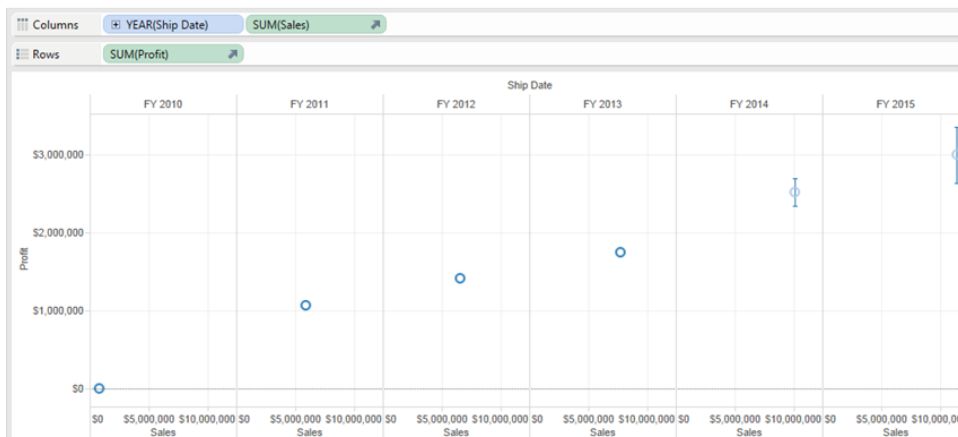 Columns YEAR(Ship Date) SUM(Sales)
Rows SUM(Profit)
Ship Date
FY 2010 FY 2011 FY 2012 FY 2013 FY 2014 FY 2015
$3,000,000
$2,000,000
Profit
$1,000,000
$0
$0 $5,000,000 $10,000,000 $0 $5,000,000 $10,000,000 $0 $5,000,000 $10,000,000 $0 $5,000,000 $10,000,000 $0 $5,000,000 $10,000,000 $0 $5,000,000 $10,000,0
Sales Sales Sales Sales Sales Sales